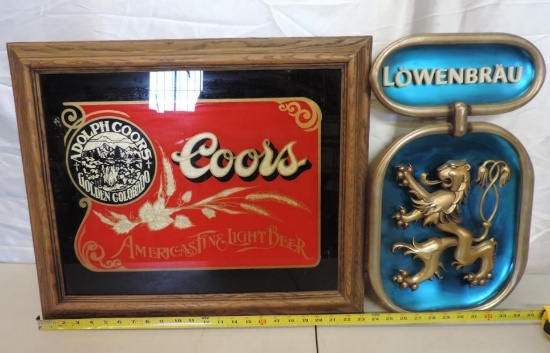 ADOLPH COORS
GOLDEN COLORADO
Coors
AMERICA'S FINE LIGHT BEER
LÖWENBRÄU